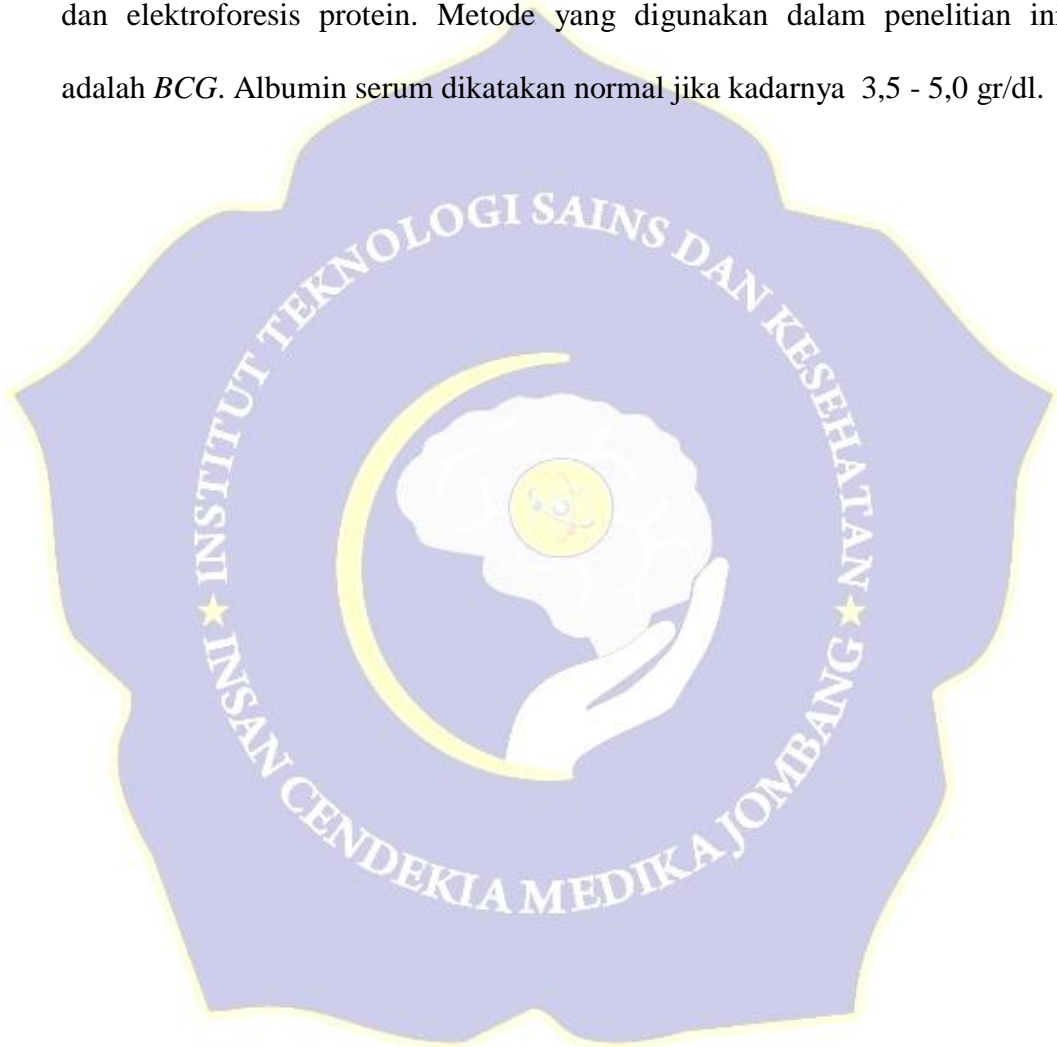 dan elektroforesis protein. Metode yang digunakan dalam penelitian ini
adalah BCG. Albumin serum dikatakan normal jika kadarnya 3,5 - 5,0 gr/dl.
INSTITUT TEKNOLOGI SAINS DAN KESEHATAN
INSAN CENDEKIA MEDIKA JOMBANG